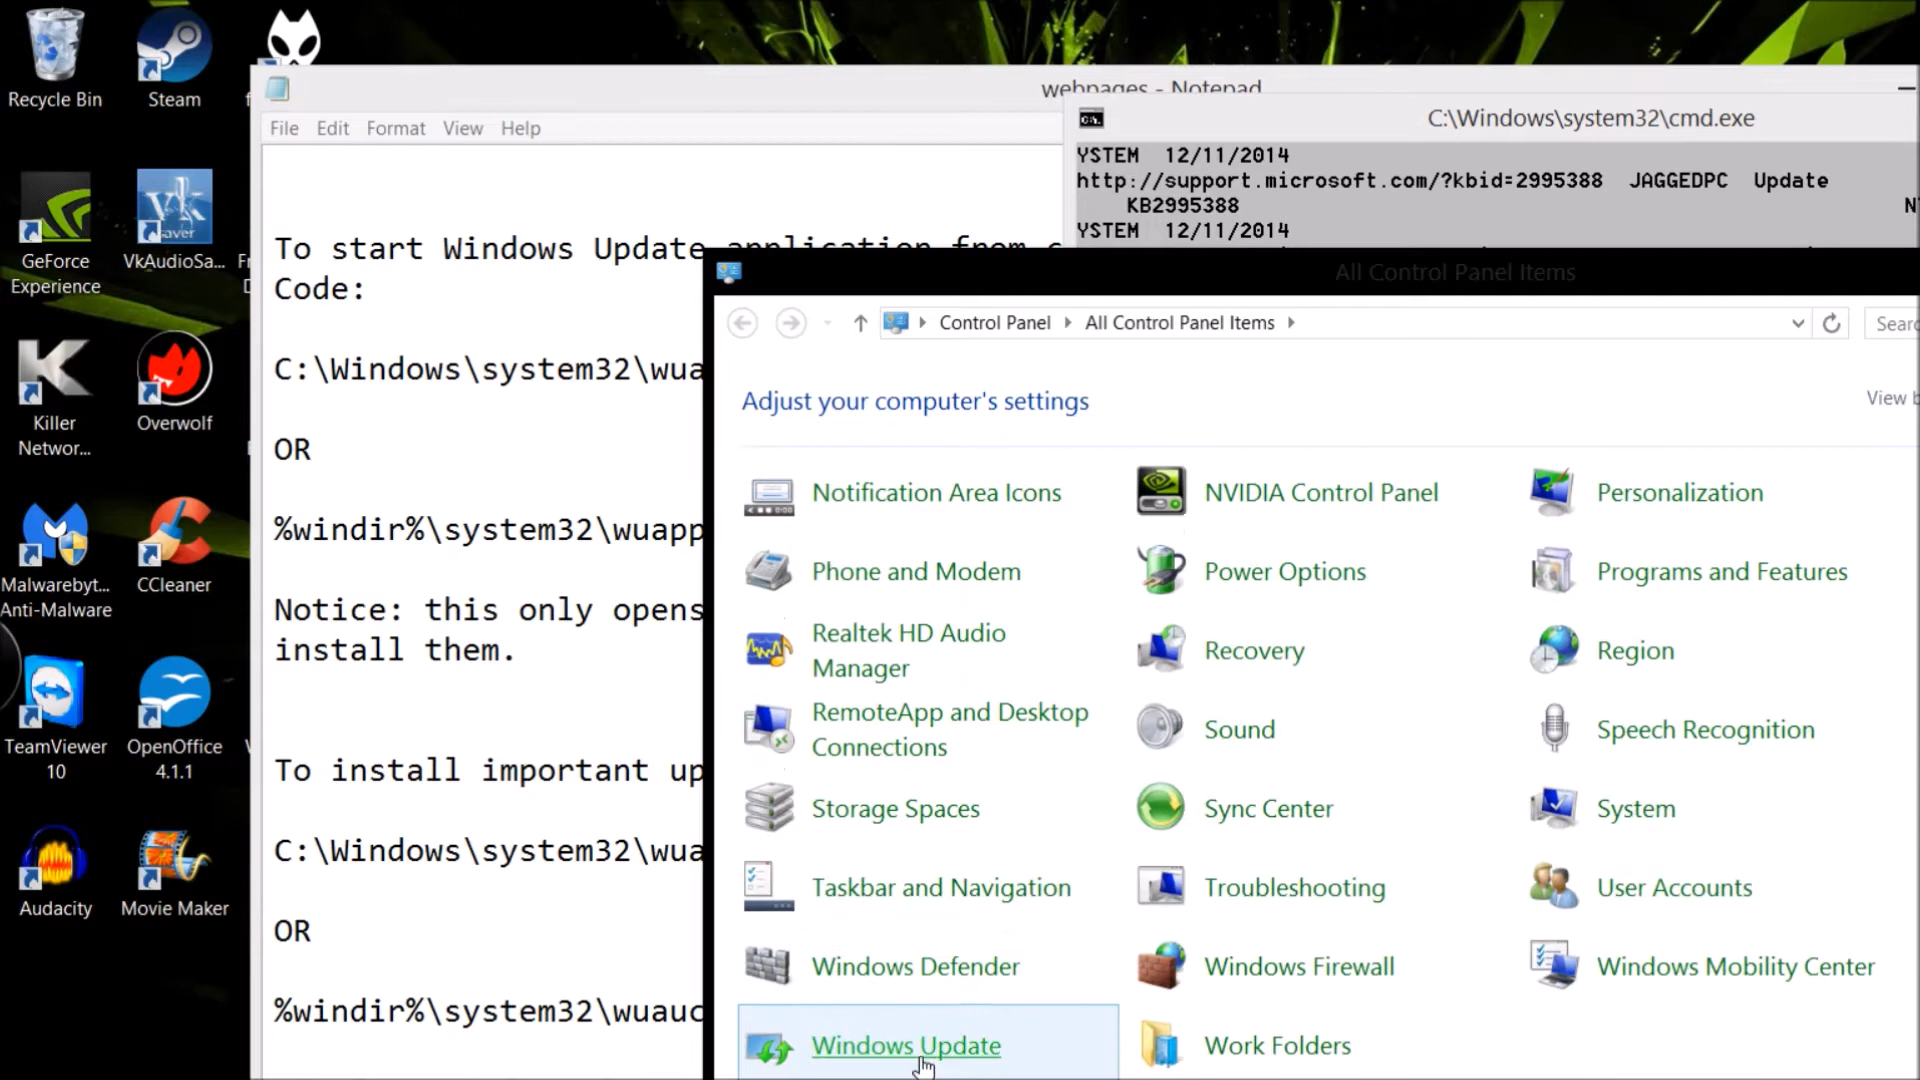 Recycle Bin
Steam
GeForce
Experience
VkAudioSa...
Killer
Networ...
Overwolf
Malwarebyt...
Anti-Malware
CCleaner
TeamViewer
10
OpenOffice
4.1.1
Audacity
Movie Maker
webpages - Notepad
File Edit Format View Help
To start Windows Update application from c
Code:
C:\Windows\system32\wua
OR
%windir%\system32\wuapp
Notice: this only opens
install them.
To install important up
C:\Windows\system32\wua
OR
%windir%\system32\wuauc
C:\Windows\system32\cmd.exe
YSTEM 12/11/2014
http://support.microsoft.com/?kbid=2995388 JAGGEDPC Update
KB2995388 N
YSTEM 12/11/2014
All Control Panel Items
Control Panel All Control Panel Items
Searc
Adjust your computer's settings
View b
Notification Area Icons
NVIDIA Control Panel
Personalization
Phone and Modem
Power Options
Programs and Features
Realtek HD Audio
Manager
Recovery
Region
RemoteApp and Desktop
Connections
Sound
Speech Recognition
Storage Spaces
Sync Center
System
Taskbar and Navigation
Troubleshooting
User Accounts
Windows Defender
Windows Firewall
Windows Mobility Center
Windows Update
Work Folders